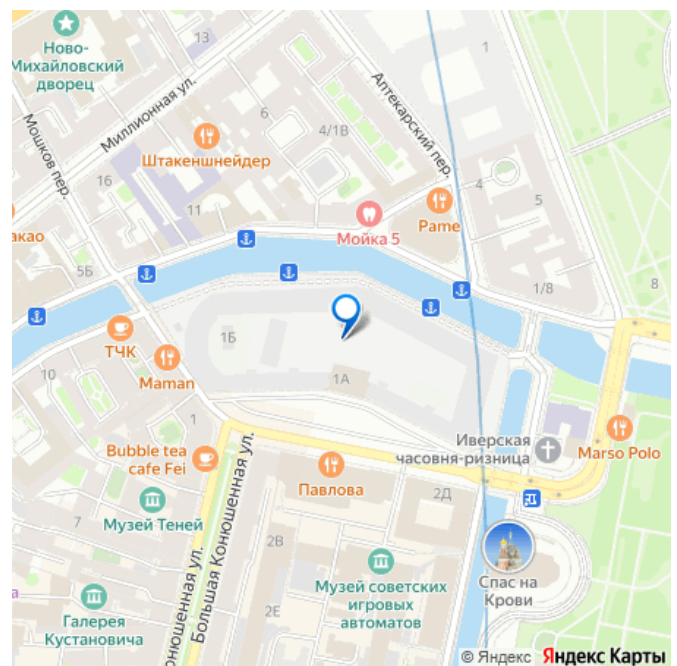 Ново-
Михайловский
дворец
13
1
Миллионная ул.
Аптекарский пер.
6
4/1В
Мошков пер.
Штакеншнейдер
16
4
5
11
Мойка 5
Pame
акао
5Б
8
1/8
ТЧК
1Б
Maman
10
1А
1
Иверская
часовня-ризница
Marso Polo
Bubble tea
cafe Fei
Большая Конюшенная ул.
Павлова
2Д
Музей Теней
7
2В
Спас на
Крови
Музей советских
игровых
автоматов
2Е
Конюшенная ул.
Галерея
Кустановича
а
© Яндекс Яндекс Карты